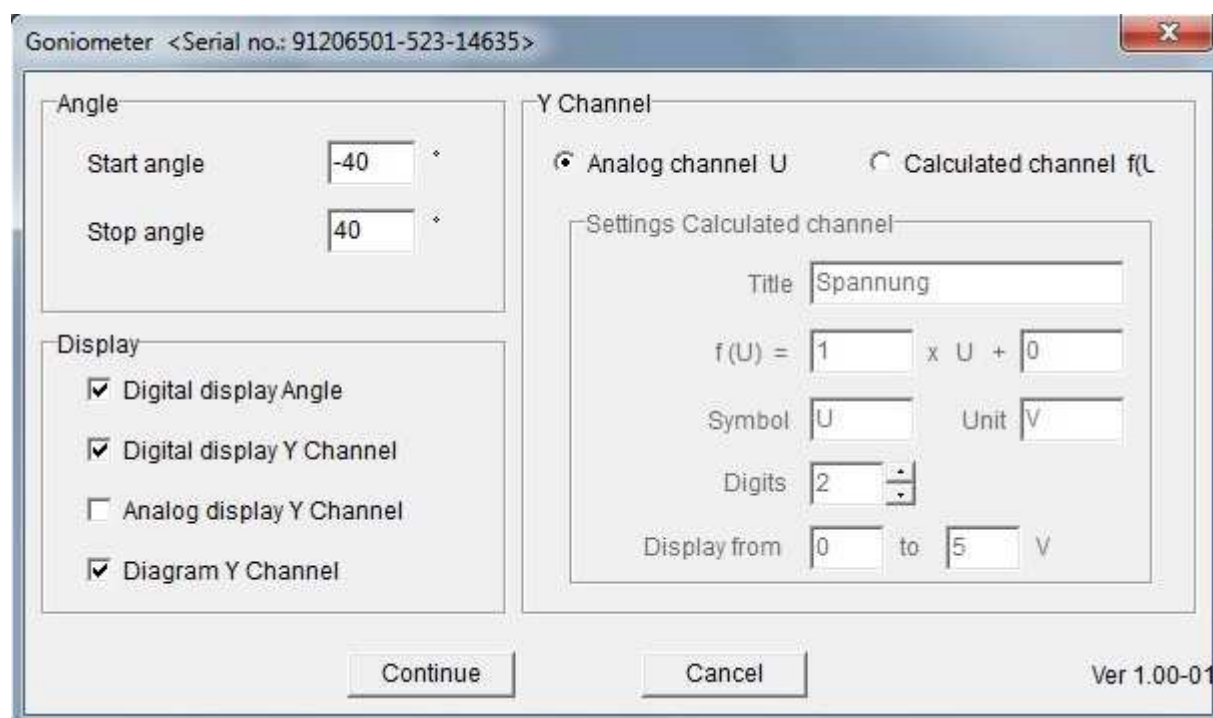 Goniometer <Serial no.: 91206501-523-14635>
Angle
Start angle -40 °
Stop angle 40 °
Display
Digital display Angle
Digital display Y Channel
Analog display Y Channel
Diagram Y Channel
Y Channel
Analog channel U Calculated channel f(U
Settings Calculated channel
Title Spannung
f (U) = 1 x U + 0
Symbol U Unit V
Digits 2
Display from 0 to 5 V
Continue Cancel Ver 1.00-01